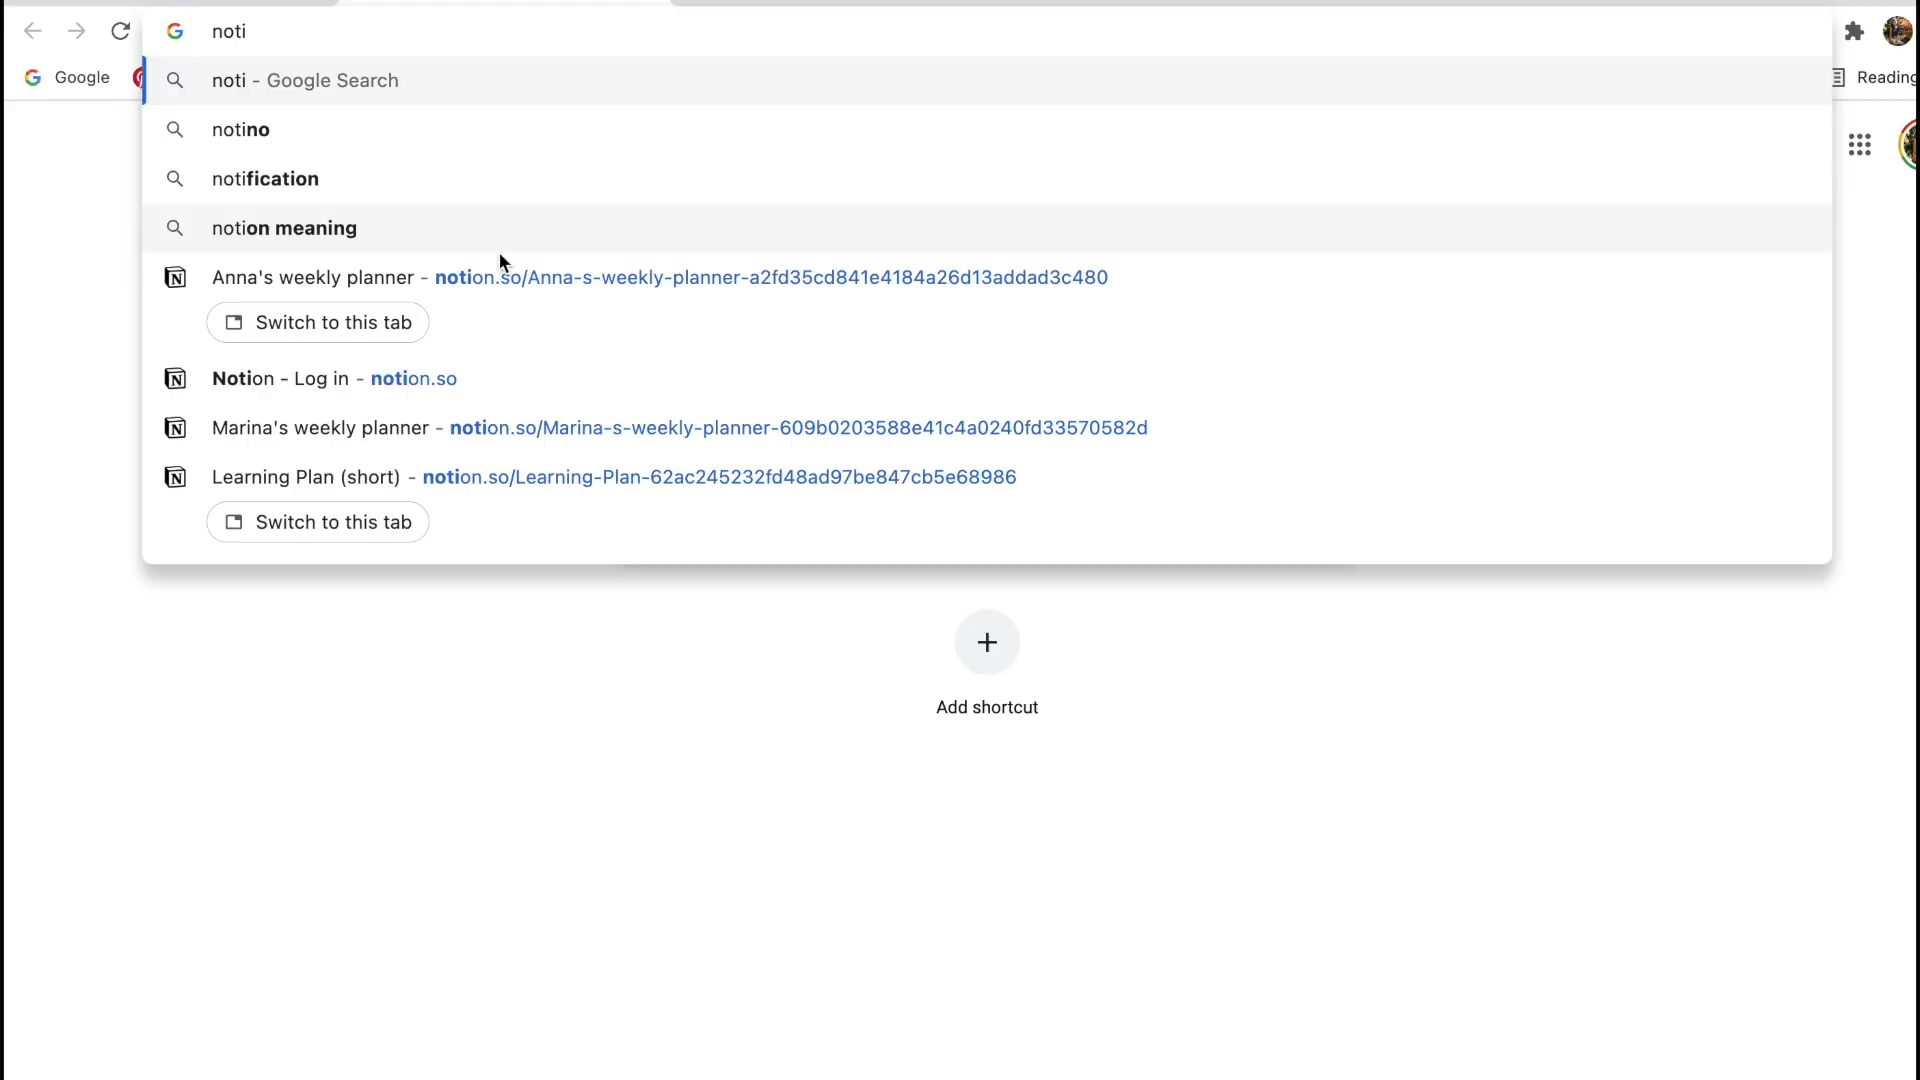 noti
Google
noti - Google Search
Reading
notino
notification
notion meaning
Anna's weekly planner - notion.so/Anna-s-weekly-planner-a2fd35cd841e4184a26d13addad3c480
Switch to this tab
Notion - Log in - notion.so
Marina's weekly planner - notion.so/Marina-s-weekly-planner-609b0203588e41c4a0240fd33570582d
Learning Plan (short) - notion.so/Learning-Plan-62ac245232fd48ad97be847cb5e68986
Switch to this tab
Add shortcut